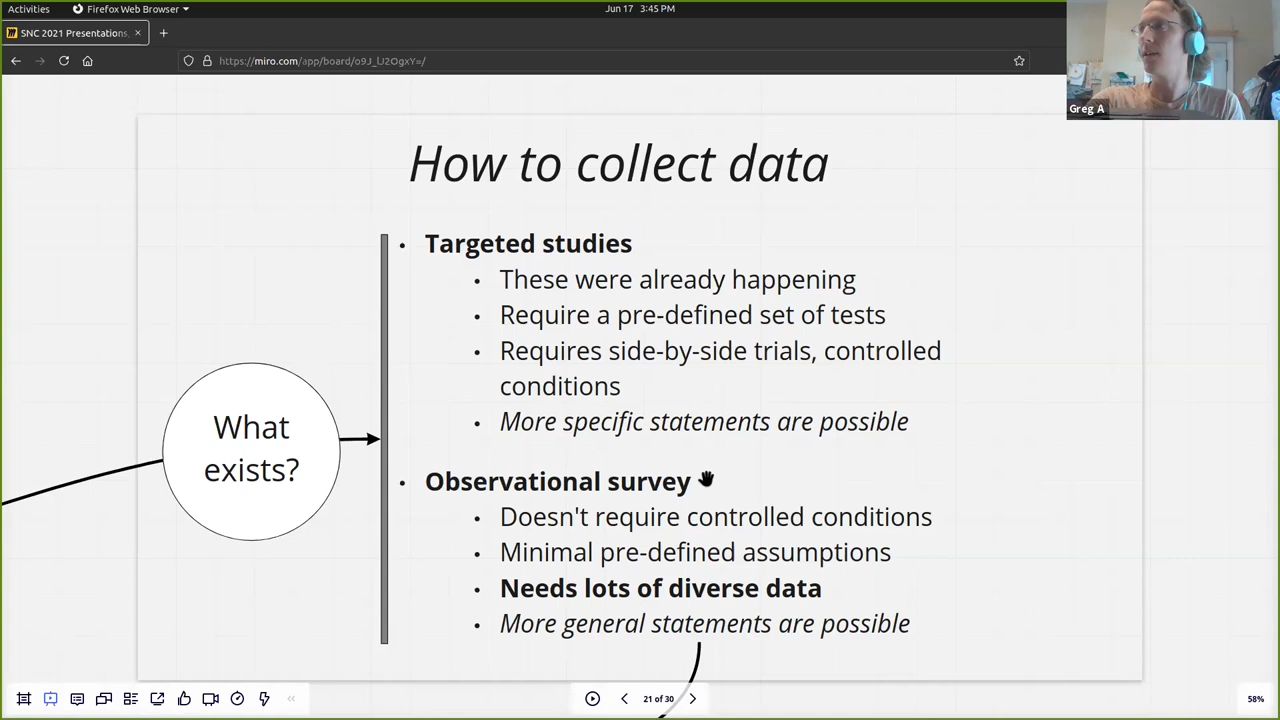 Activities
Firefox Web Browser
Jun 17 3:45 PM
SNC 2021 Presentations
https://miro.com/app/board/o9J_lJ2OgxY=/
Greg A
How to collect data
What
exists?
• Targeted studies
• These were already happening
• Require a pre-defined set of tests
• Requires side-by-side trials, controlled
conditions
• More specific statements are possible
• Observational survey
• Doesn't require controlled conditions
• Minimal pre-defined assumptions
• Needs lots of diverse data
• More general statements are possible
21 of 30
58%